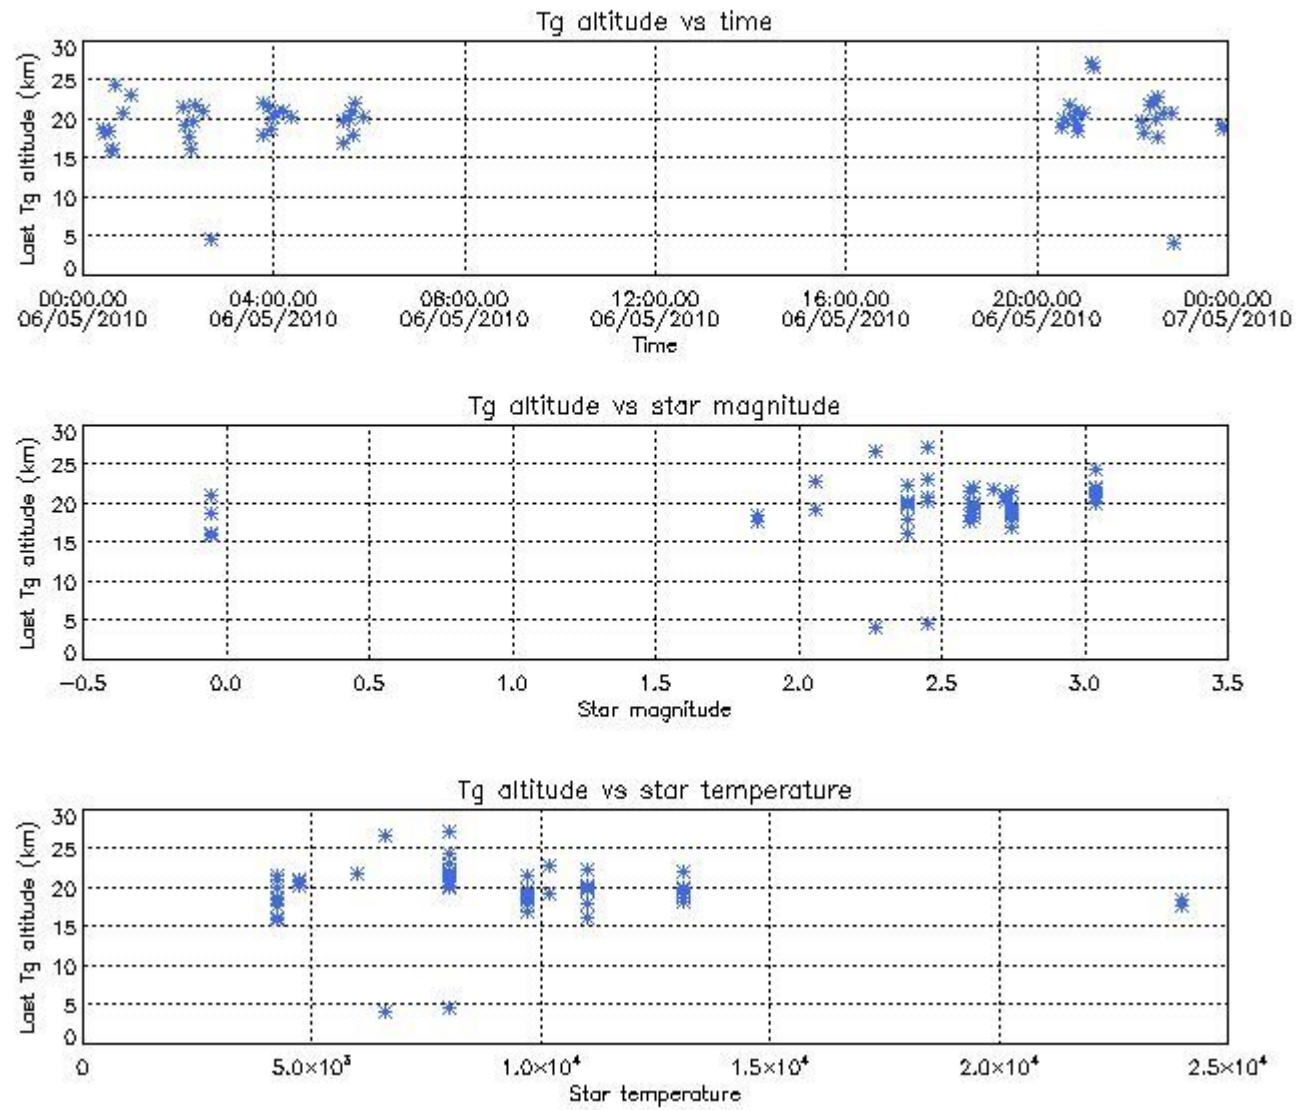 Tg altitude vs time
Last Tg altitude (km)
30
25
20
15
10
5
0
00:00.00 04:00.00 08:00.00 12:00.00 16:00.00 20:00.00 00:00.00
06/05/2010 06/05/2010 06/05/2010 06/05/2010 06/05/2010 06/05/2010 07/05/2010
Time
Tg altitude vs star magnitude
Last Tg altitude (km)
30
25
20
15
10
5
0
−0.5 0.0 0.5 1.0 1.5 2.0 2.5 3.0 3.5
Star magnitude
Tg altitude vs star temperature
Last Tg altitude (km)
30
25
20
15
10
5
0
0 5.0×10³ 1.0×10⁴ 1.5×10⁴ 2.0×10⁴ 2.5×10⁴
Star temperature